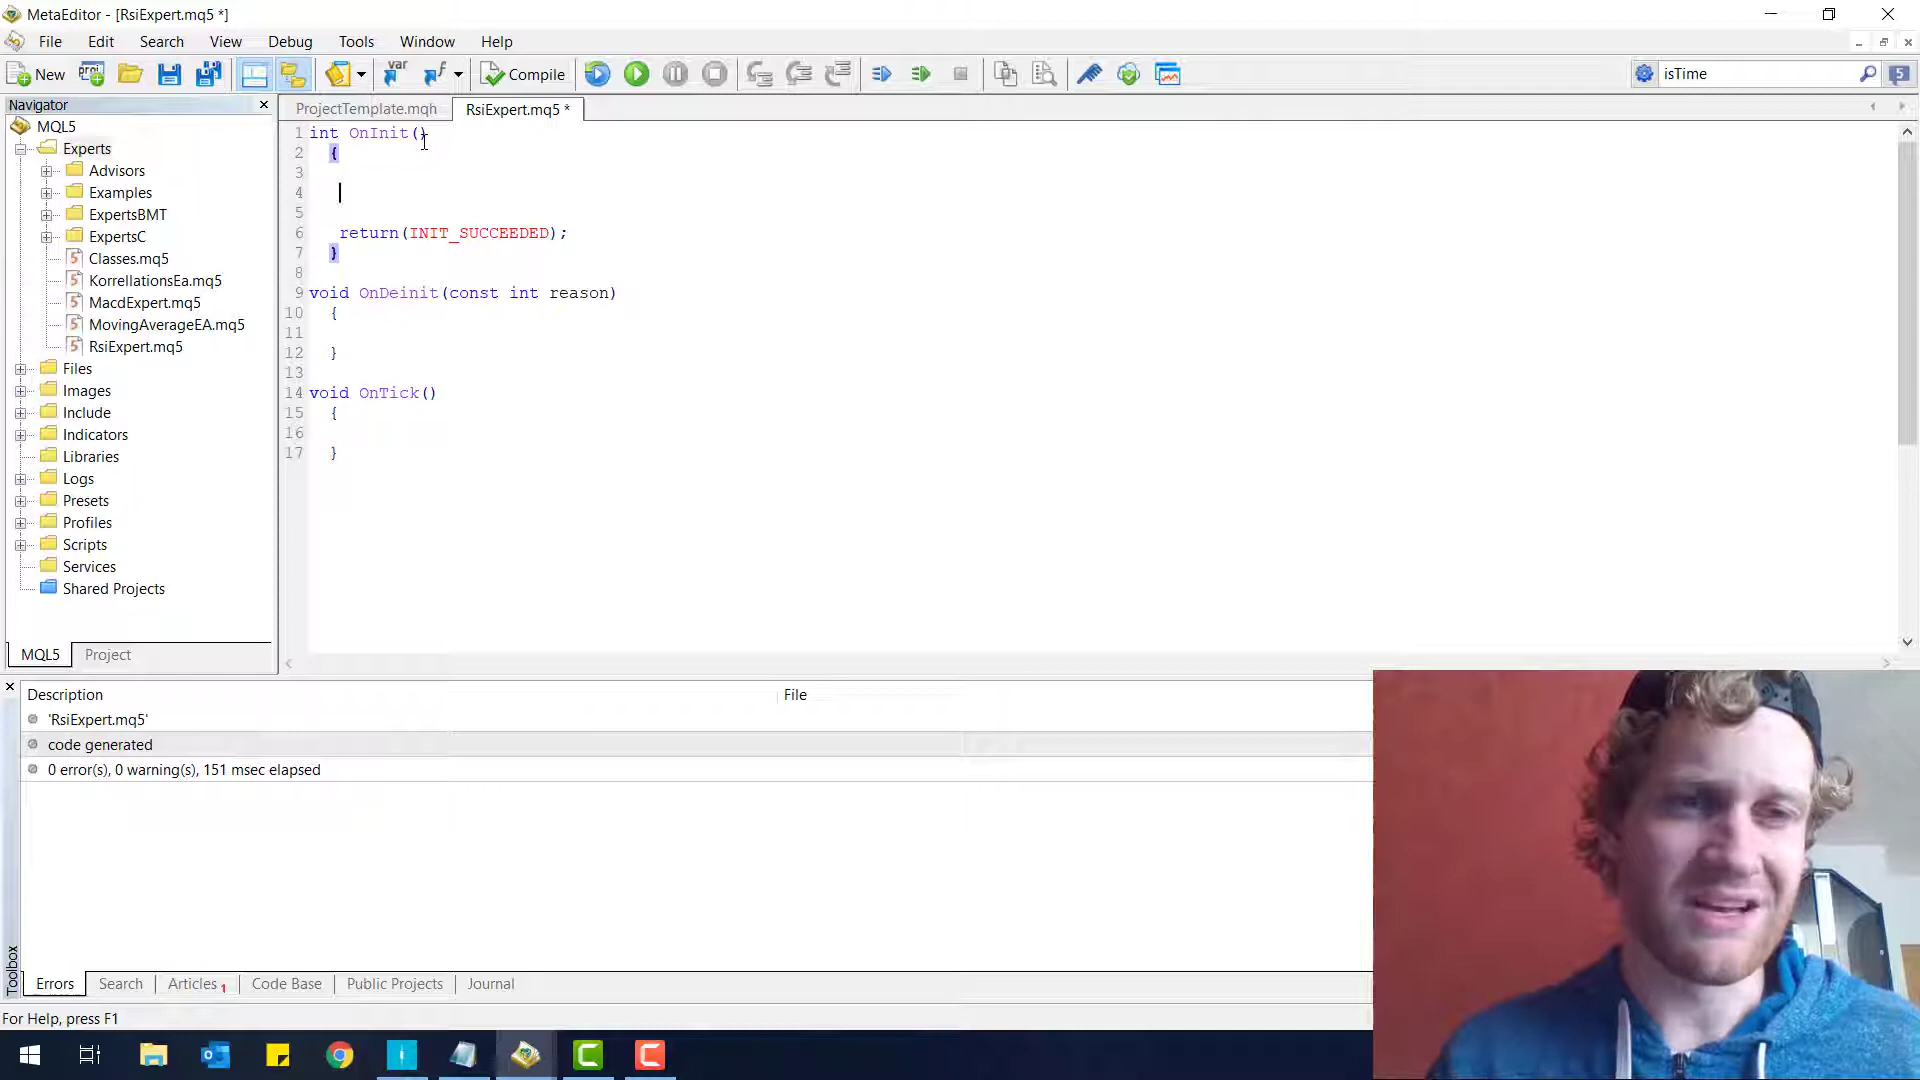 MetaEditor - [RsiExpert.mq5 *]
File Edit Search View Debug Tools Window Help
New proj var f Compile isTime 5
Navigator
ProjectTemplate.mqh RsiExpert.mq5 *
MQL5
Experts
Advisors
Examples
ExpertsBMT
ExpertsC
Classes.mq5
KorrellationsEa.mq5
MacdExpert.mq5
MovingAverageEA.mq5
RsiExpert.mq5
Files
Images
Include
Indicators
Libraries
Logs
Presets
Profiles
Scripts
Services
Shared Projects
MQL5 Project
1 int OnInit()
2 {
3
4
5
6 return(INIT_SUCCEEDED);
7 }
8
9 void OnDeinit(const int reason)
10 {
11
12 }
13
14 void OnTick()
15 {
16
17 }
Description File
'RsiExpert.mq5'
code generated
0 error(s), 0 warning(s), 151 msec elapsed
Toolbox
Errors Search Articles 1 Code Base Public Projects Journal
For Help, press F1